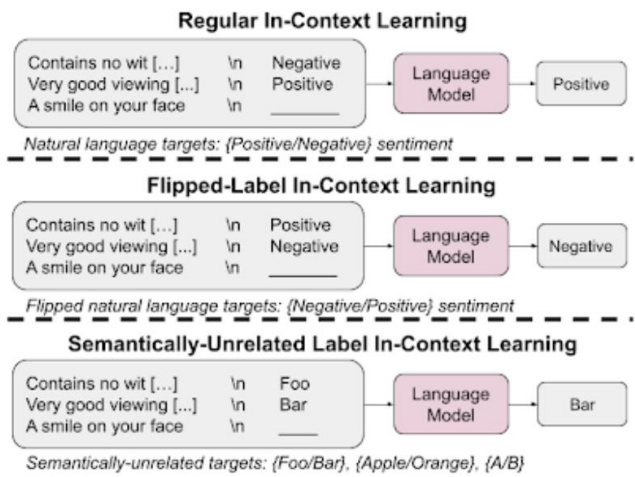 Regular In-Context Learning
Contains no wit […] \n Negative
Very good viewing [...] \n Positive
A smile on your face \n ______
Language Model
Positive
Natural language targets: {Positive/Negative} sentiment
Flipped-Label In-Context Learning
Contains no wit […] \n Positive
Very good viewing [...] \n Negative
A smile on your face \n ______
Language Model
Negative
Flipped natural language targets: {Negative/Positive} sentiment
Semantically-Unrelated Label In-Context Learning
Contains no wit […] \n Foo
Very good viewing [...] \n Bar
A smile on your face \n ____
Language Model
Bar
Semantically-unrelated targets: {Foo/Bar}, {Apple/Orange}, {A/B}